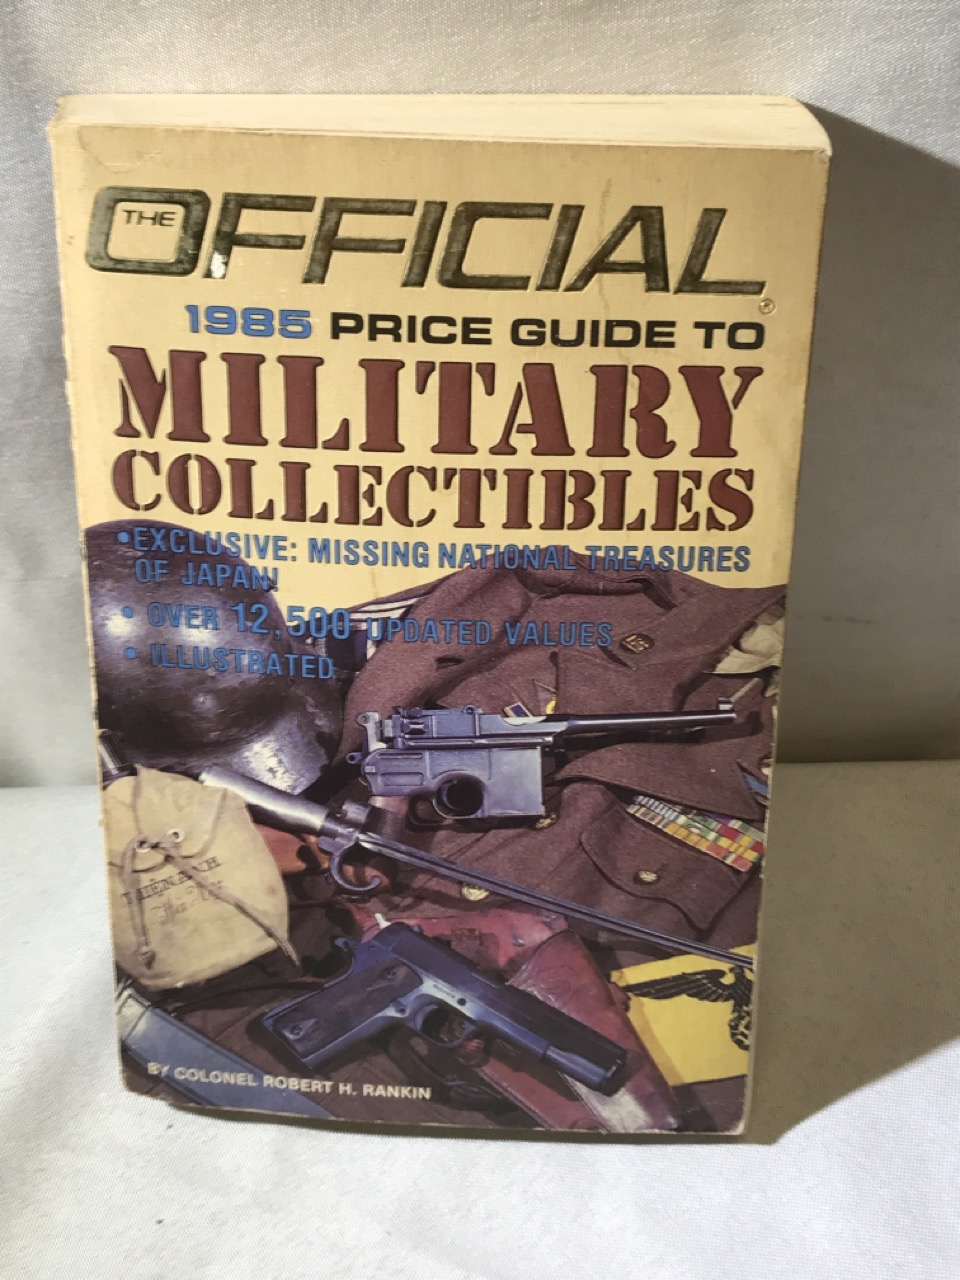 THE OFFICIAL®
1985 PRICE GUIDE TO
MILITARY
COLLECTIBLES
•EXCLUSIVE: MISSING NATIONAL TREASURES
OF JAPAN!
• OVER 12,500 UPDATED VALUES
• ILLUSTRATED
BY COLONEL ROBERT H. RANKIN